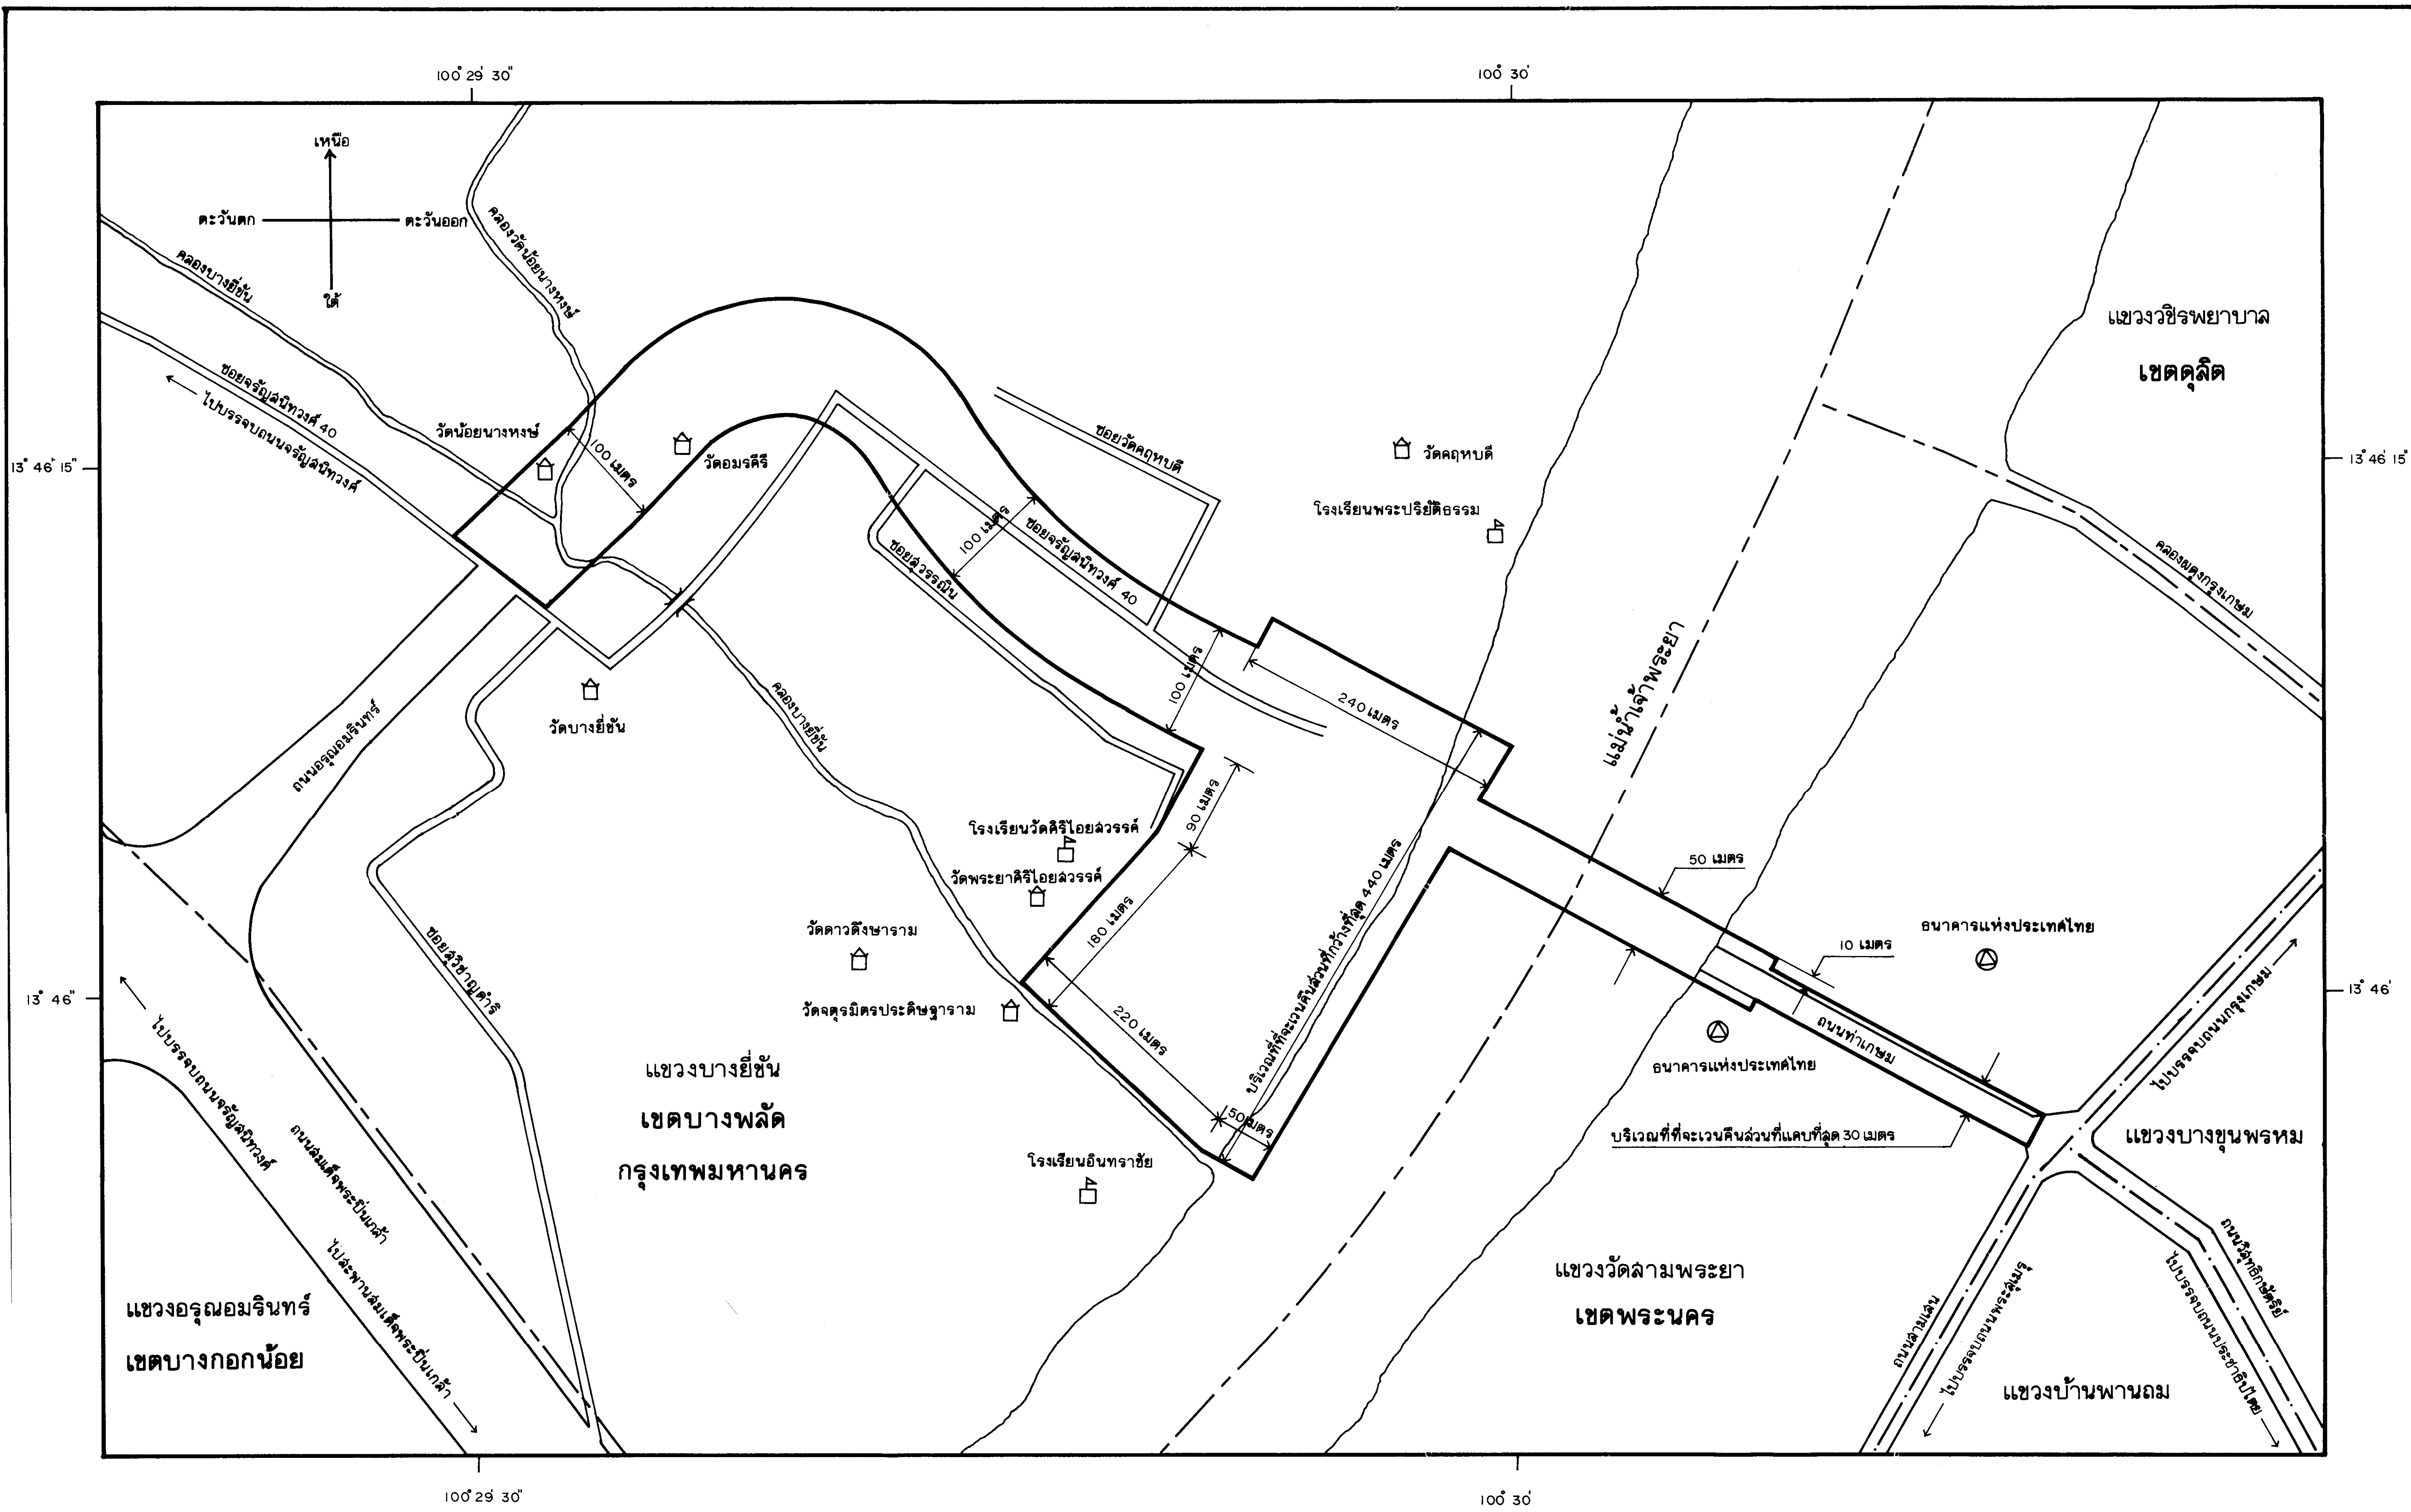 100° 29' 30"
100° 30'
เหนือ
ตะวันตก
ตะวันออก
ใต้
คลองวัดน้อยนางหงษ์
คลองบางยี่ขัน
ซอยจรัญสนิทวงศ์ 40
ไปบรรจบถนนจรัญสนิทวงศ์
แขวงวชิรพยาบาล
เขตดุสิต
วัดน้อยนางหงษ์
100 เมตร
วัดอมรคีรี
ซอยวัดคฤหบดี
วัดคฤหบดี
13° 46' 15"
13° 46' 15"
โรงเรียนพระปริยัติธรรม
100 เมตร
ซอยจรัญสนิทวงศ์ 40
ซอยสุวรรณิน
คลองผดุงกรุงเกษม
แม่น้ำเจ้าพระยา
100 เมตร
240 เมตร
วัดบางยี่ขัน
ถนนอรุณอมรินทร์
คลองบางยี่ขัน
90 เมตร
โรงเรียนวัดคิริไอยสวรรค์
วัดพระยาคิริไอยสวรรค์
50 เมตร
180 เมตร
บริเวณที่ที่จะเวนคืนส่วนที่กว้างที่สุด 440 เมตร
วัดดาวดึงษาราม
ธนาคารแห่งประเทศไทย
10 เมตร
ซอยสุวิชาญดำริ
13° 46"
13° 46'
วัดจตุรมิตรประดิษฐาราม
220 เมตร
ถนนท่าเกษม
ธนาคารแห่งประเทศไทย
ไปบรรจบถนนกรุงเกษม
ไปบรรจบถนนจรัญสนิทวงศ์
แขวงบางยี่ขัน
เขตบางพลัด
กรุงเทพมหานคร
50 เมตร
บริเวณที่ที่จะเวนคืนส่วนที่แคบที่สุด 30 เมตร
แขวงบางขุนพรหม
โรงเรียนอินทราชัย
ถนนสมเด็จพระปิ่นเกล้า
ไปสะพานสมเด็จพระปิ่นเกล้า
แขวงวัดสามพระยา
เขตพระนคร
ถนนวิสุทธิกษัตริย์
ไปบรรจบถนนประชาธิปไตย
แขวงอรุณอมรินทร์
เขตบางกอกน้อย
ถนนสามเสน
ไปบรรจบถนนพระสุเมรุ
แขวงบ้านพานถม
100° 29' 30"
100° 30'